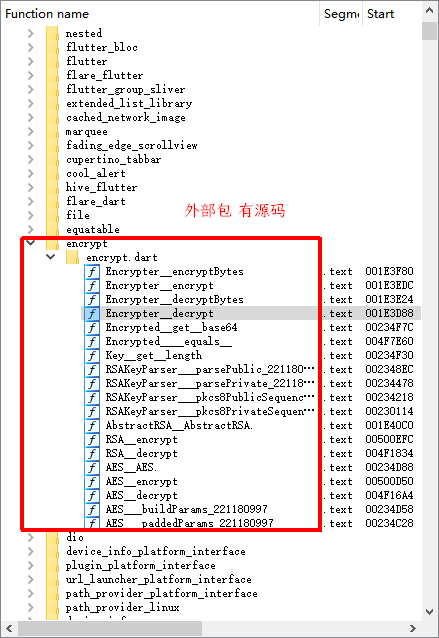 Function name Segme Start
nested
flutter_bloc
flutter
flare_flutter
flutter_group_sliver
extended_list_library
cached_network_image
marquee
fading_edge_scrollview
cupertino_tabbar
cool_alert
hive_flutter
flare_dart
file
外部包 有源码
equatable
encrypt
encrypt.dart
f Encrypter__encryptBytes .text 001E3F80
f Encrypter__encrypt .text 001E3EDC
f Encrypter__decryptBytes .text 001E3E24
f Encrypter__decrypt .text 001E3D88
f Encrypted__get__base64 .text 00234F7C
f Encrypted____equals__ .text 004F7E60
f Key__get__length .text 00234F30
f RSAKeyParser___parsePublic_221180… .text 002348EC
f RSAKeyParser___parsePrivate_22118… .text 00234478
f RSAKeyParser___pkcs8PublicSequenc… .text 00234218
f RSAKeyParser___pkcs8PrivateSequen… .text 00230114
f AbstractRSA__AbstractRSA. .text 001E40C0
f RSA__encrypt .text 00500EFC
f RSA__decrypt .text 004F1834
f AES__AES. .text 00234D88
f AES__encrypt .text 00500D50
f AES__decrypt .text 004F16A4
f AES___buildParams_221180997 .text 00234D58
f AES___paddedParams_221180997 .text 00234C28
dio
device_info_platform_interface
plugin_platform_interface
url_launcher_platform_interface
path_provider_platform_interface
path_provider_linux